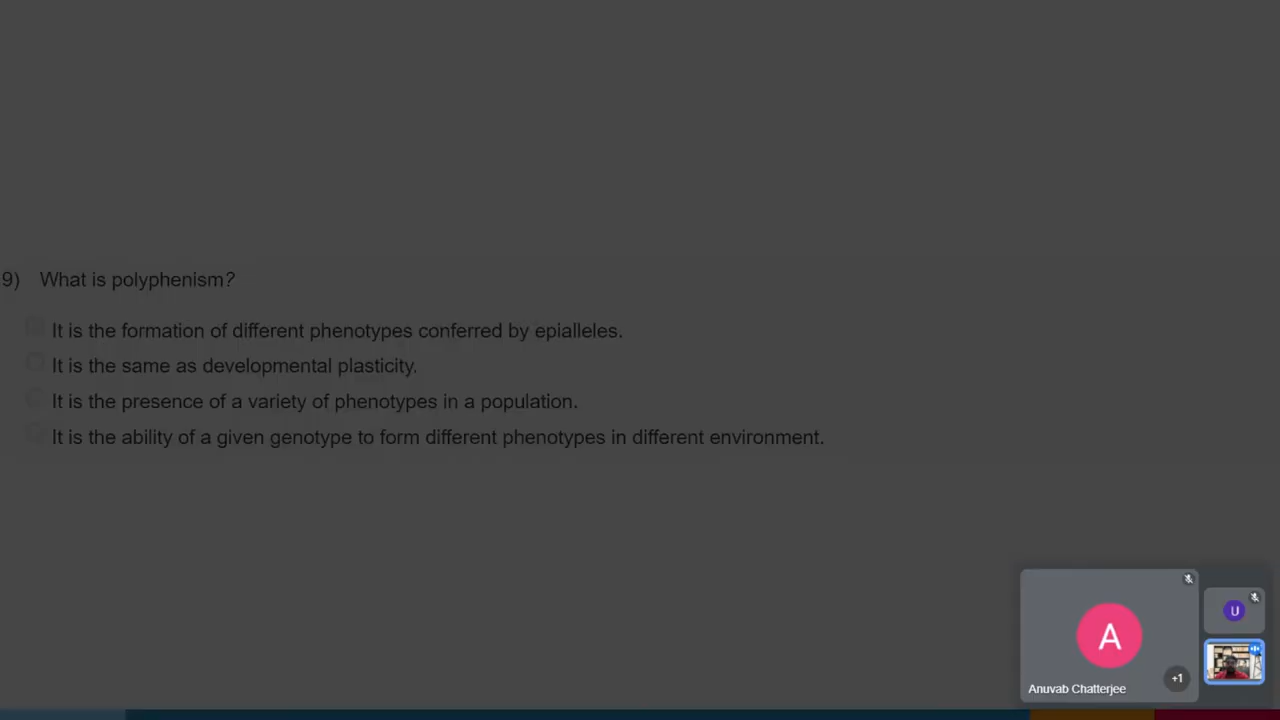 9) What is polyphenism?
It is the formation of different phenotypes conferred by epialleles.
It is the same as developmental plasticity.
It is the presence of a variety of phenotypes in a population.
It is the ability of a given genotype to form different phenotypes in different environment.
A
U
+1
Anuvab Chatterjee